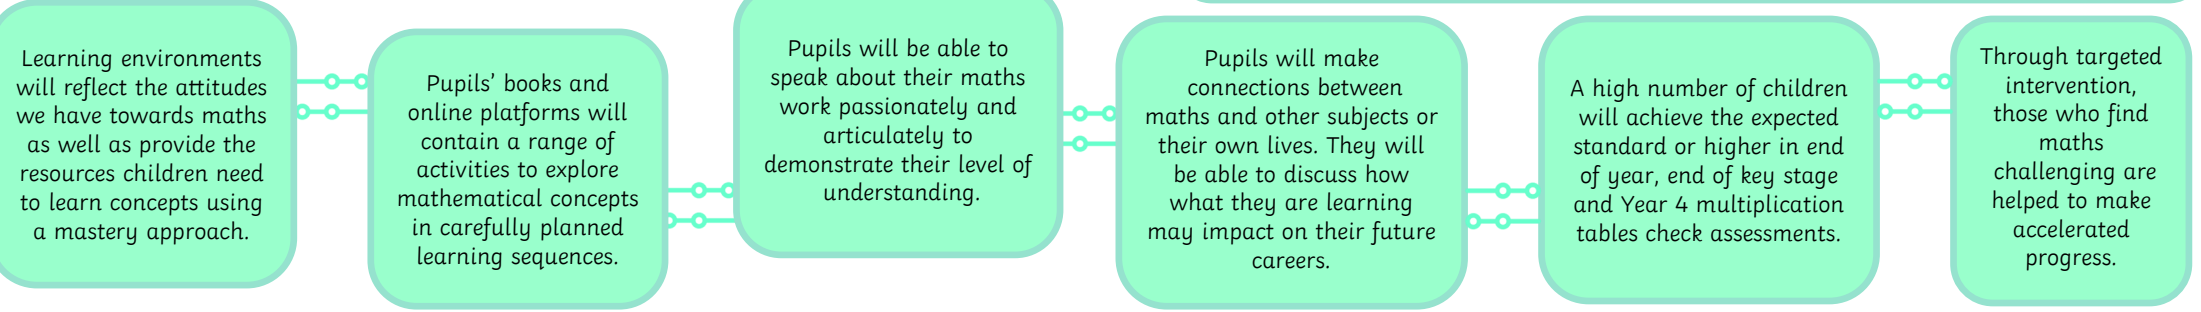 Learning environments
will reflect the attitudes
we have towards maths
as well as provide the
resources children need
to learn concepts using
a mastery approach.
Pupils' books and
online platforms will
contain a range of
activities to explore
mathematical concepts
in carefully planned
learning sequences.
Pupils will be able to
speak about their maths
work passionately and
articulately to
demonstrate their level of
understanding.
Pupils will make
connections between
maths and other subjects or
their own lives. They will
be able to discuss how
what they are learning
may impact on their future
careers.
A high number of children
will achieve the expected
standard or higher in end
of year, end of key stage
and Year 4 multiplication
tables check assessments.
Through targeted
intervention,
those who find
maths
challenging are
helped to make
accelerated
progress.